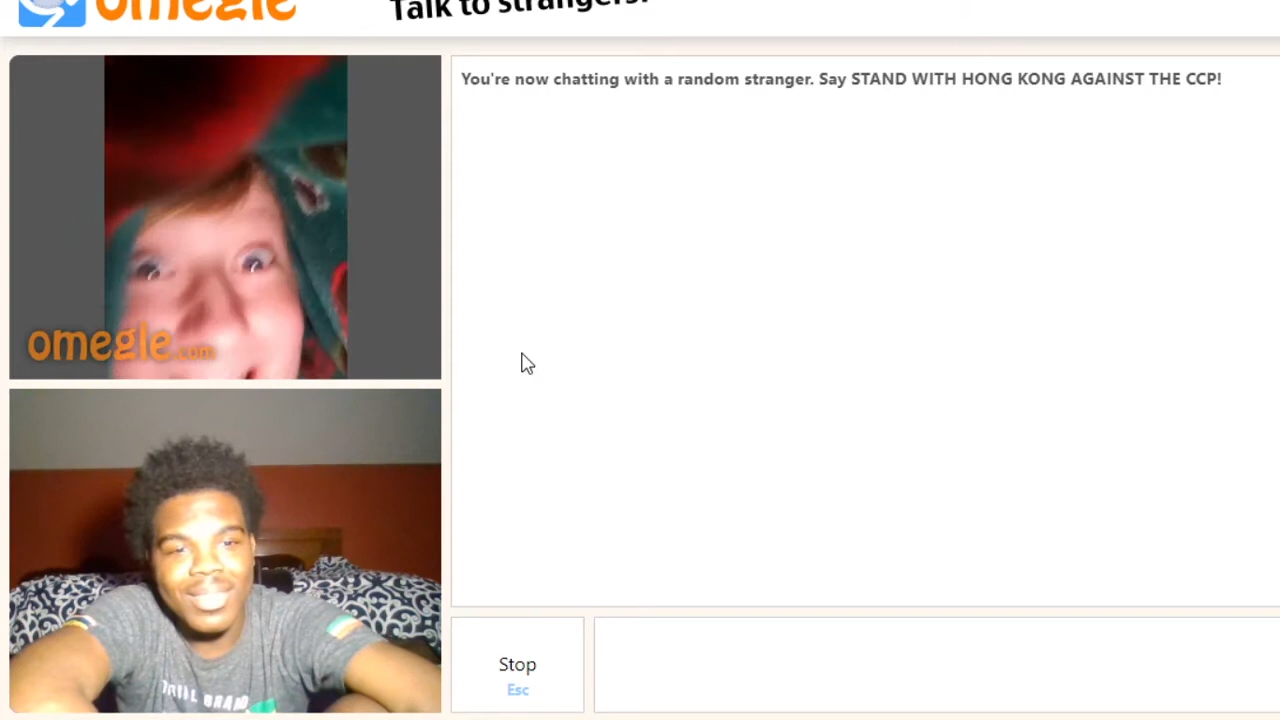 omegle
Talk to strangers!
You're now chatting with a random stranger. Say STAND WITH HONG KONG AGAINST THE CCP!
omegle.com
Stop
Esc